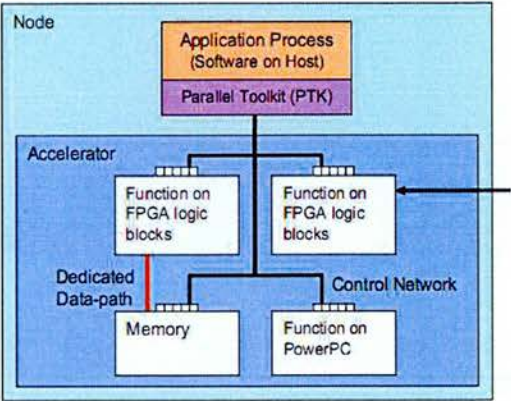 Node
Application Process
(Software on Host)
Parallel Toolkit (PTK)
Accelerator
Function on
FPGA logic
blocks
Function on
FPGA logic
blocks
Dedicated
Data-path
Control Network
Memory
Function on
PowerPC